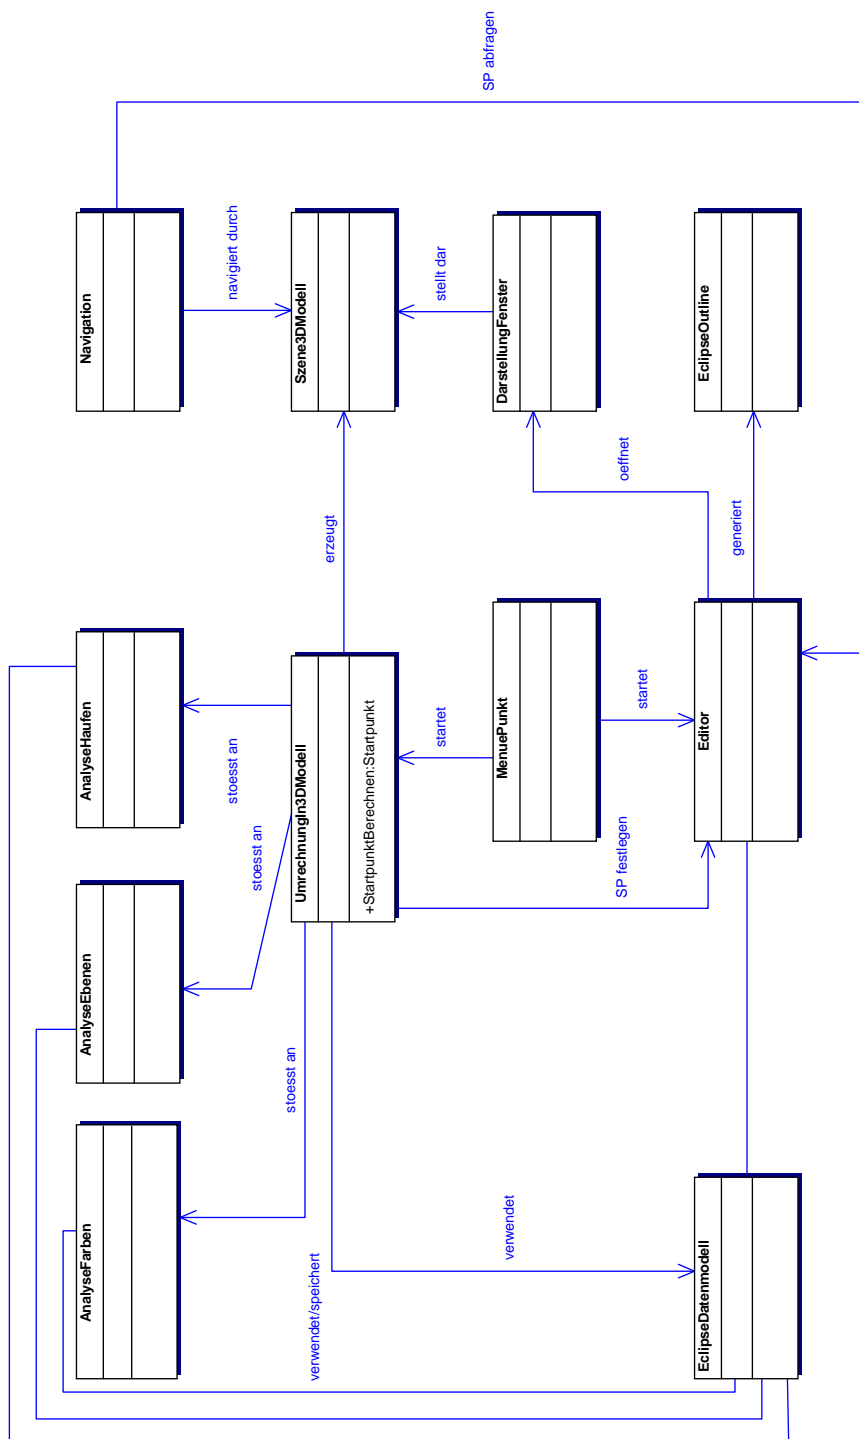 AnalyseFarben
AnalyseEbenen
AnalyseHaufen
Navigation
verwendet/speichert
stoesst an
stoesst an
stoesst an
navigiert durch
UmrechnungIn3DModell
+StartpunktBerechnen:Startpunkt
erzeugt
Szene3DModell
verwendet
SP festlegen
startet
stellt dar
MenuePunkt
DarstellungFenster
startet
oeffnet
EclipseDatenmodell
Editor
generiert
EclipseOutline
SP abfragen